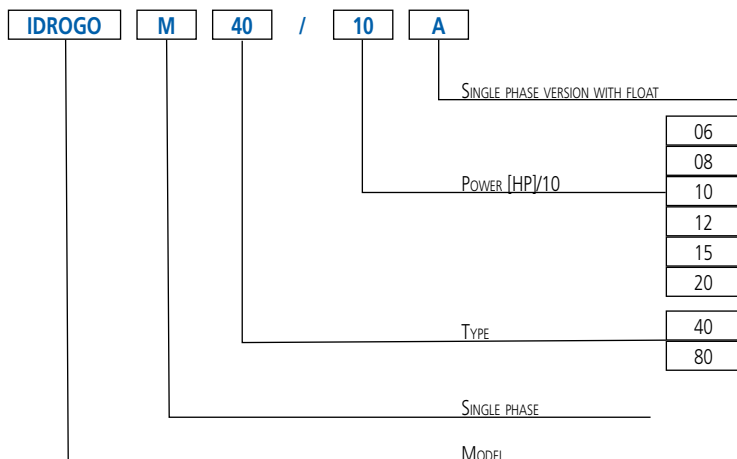 IDROGO M 40 / 10 A
SINGLE PHASE VERSION WITH FLOAT
06
08
POWER [HP]/10
10
12
15
20
TYPE
40
80
SINGLE PHASE
MODEL